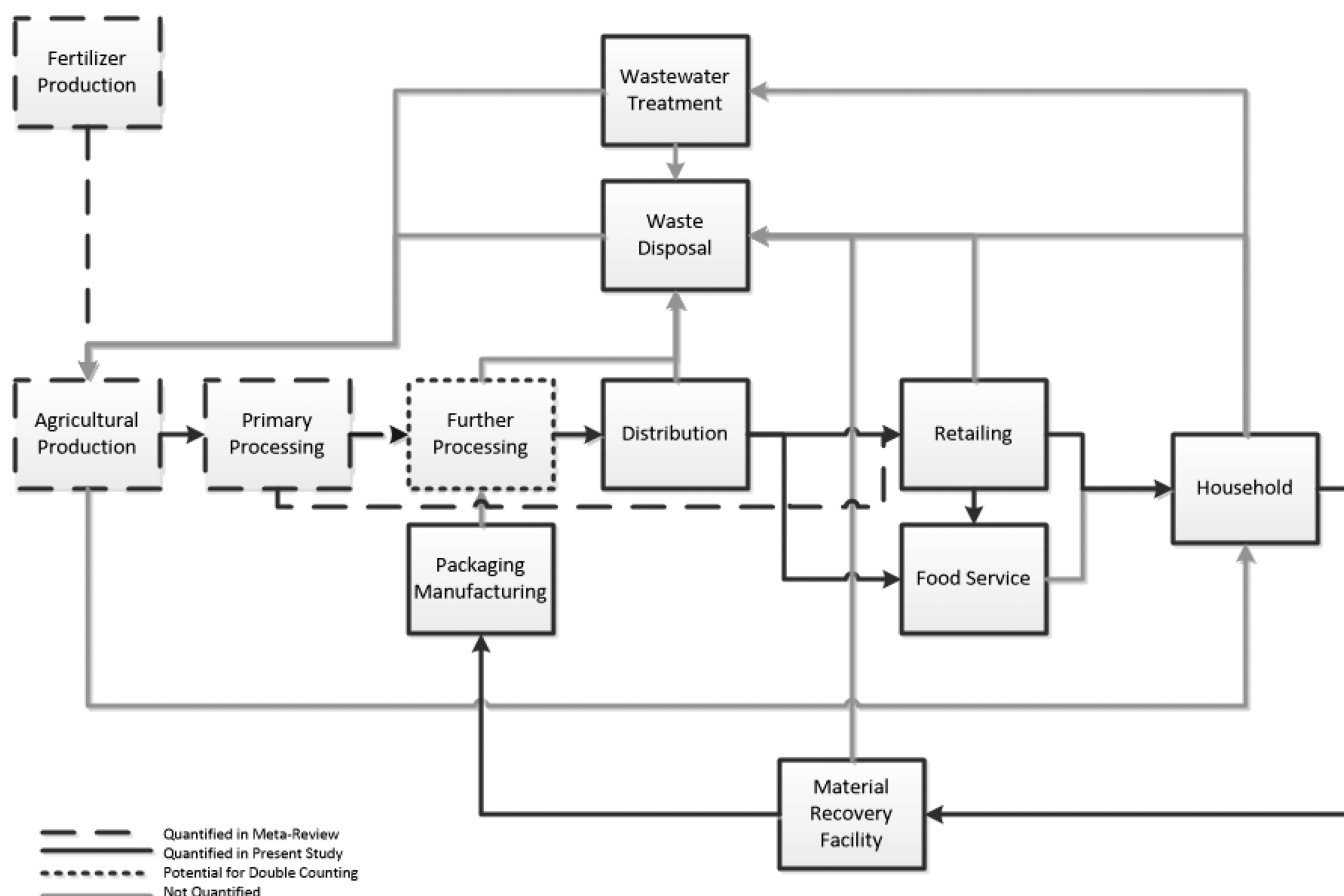 Fertilizer
Production
Wastewater
Treatment
Waste
Disposal
Agricultural
Production
Primary
Processing
Further
Processing
Distribution
Retailing
Household
Packaging
Manufacturing
Food Service
Material
Recovery
Facility
Quantified in Meta-Review
Quantified in Present Study
Potential for Double Counting
Not Quantified